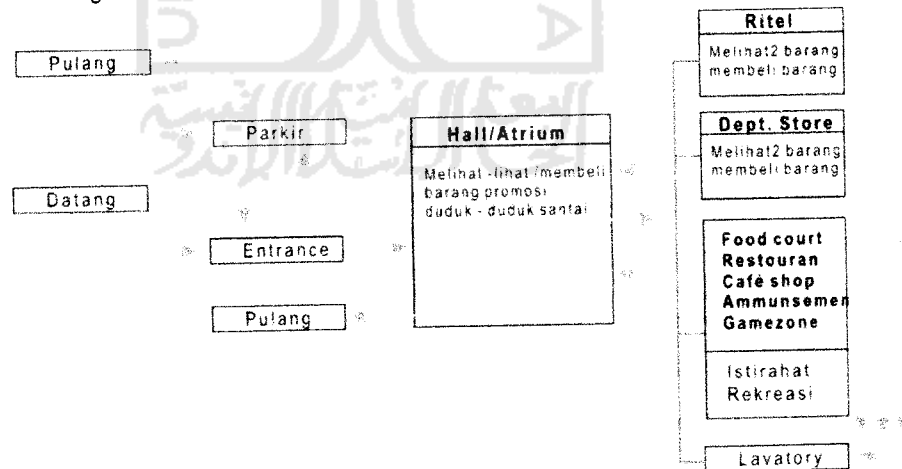 Pulang
Datang
Parkir
Entrance
Pulang
Hall/Atrium
Melihat -lihat /membeli
barang promosi
duduk - duduk santai
Ritel
Melihat2 barang
membeli barang
Dept. Store
Melihat2 barang
membeli barang
Food court
Restouran
Cafè shop
Ammunsemen
Gamezone
Istirahat
Rekreasi
Lavatory